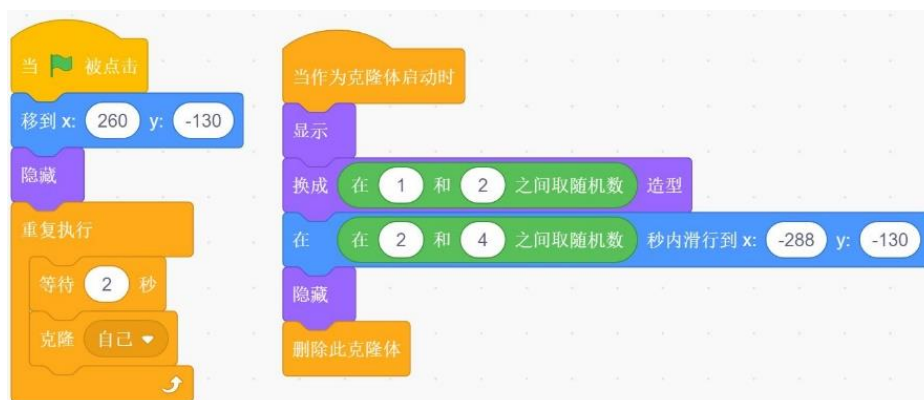 当 被点击
移到 x: 260 y: -130
隐藏
重复执行
等待 2 秒
克隆 自己
当作为克隆体启动时
显示
换成 在 1 和 2 之间取随机数 造型
在 在 2 和 4 之间取随机数 秒内滑行到 x: -288 y: -130
隐藏
删除此克隆体